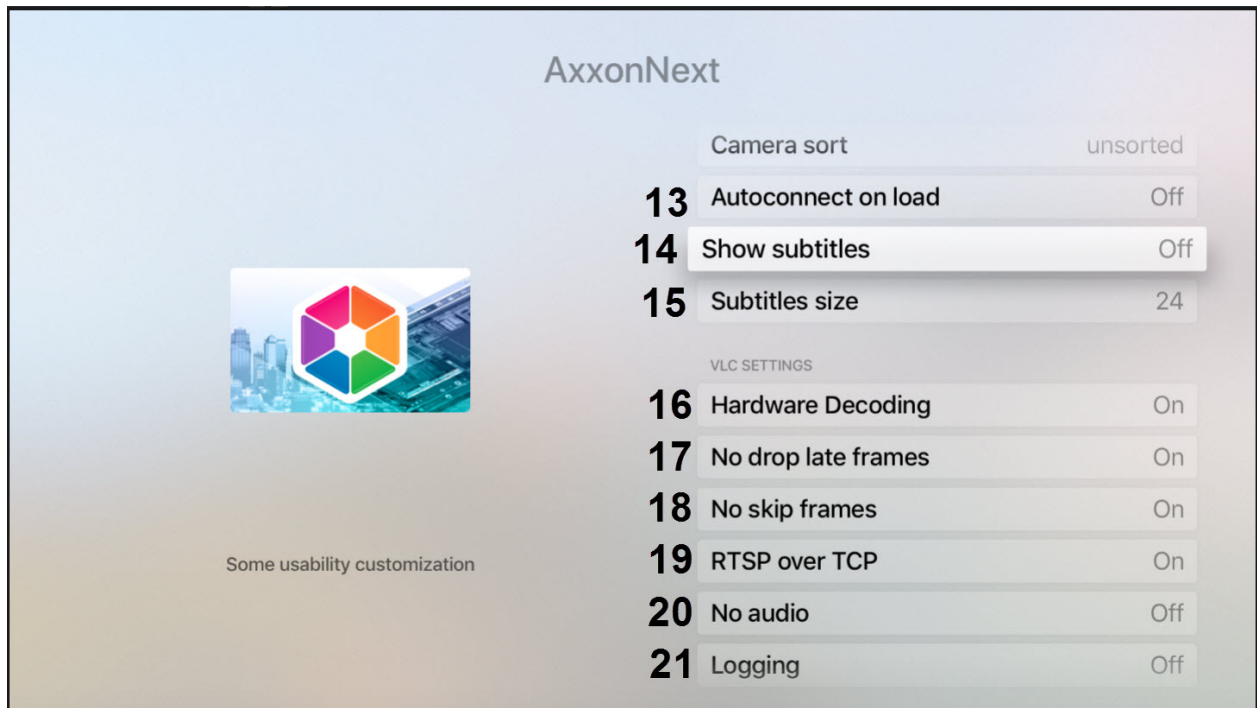 AxxonNext
Camera sort unsorted
13 Autoconnect on load Off
14 Show subtitles Off
15 Subtitles size 24
VLC SETTINGS
16 Hardware Decoding On
17 No drop late frames On
18 No skip frames On
Some usability customization
19 RTSP over TCP On
20 No audio Off
21 Logging Off